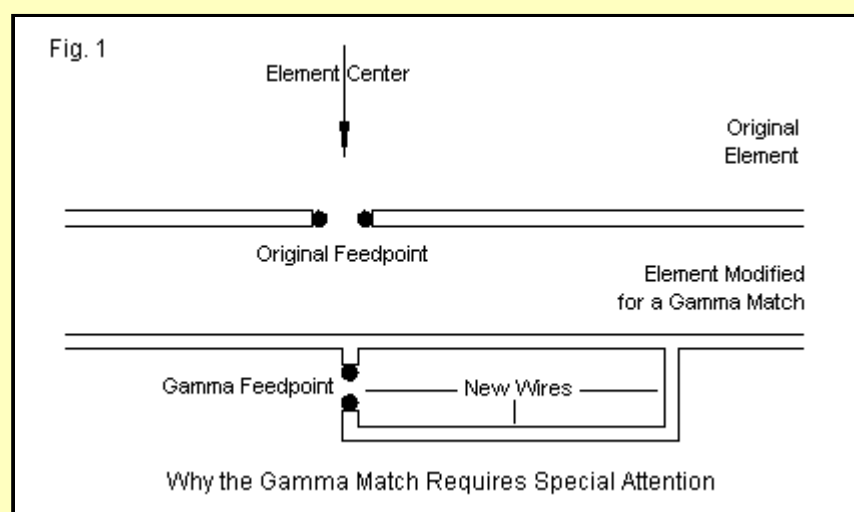 Fig. 1
Element Center
Original
Element
Original Feedpoint
Element Modified
for a Gamma Match
Gamma Feedpoint
New Wires
Why the Gamma Match Requires Special Attention